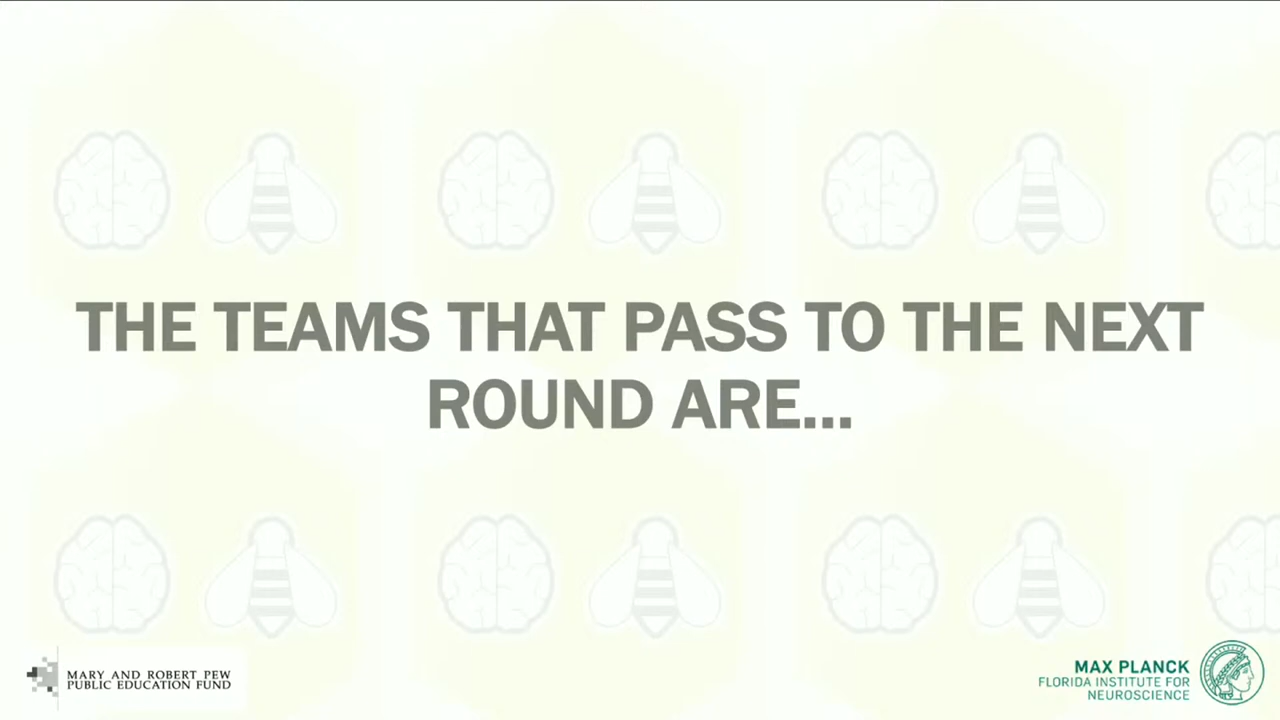 THE TEAMS THAT PASS TO THE NEXT
ROUND ARE...
MARY AND ROBERT PEW
PUBLIC EDUCATION FUND
MAX PLANCK
FLORIDA INSTITUTE FOR
NEUROSCIENCE